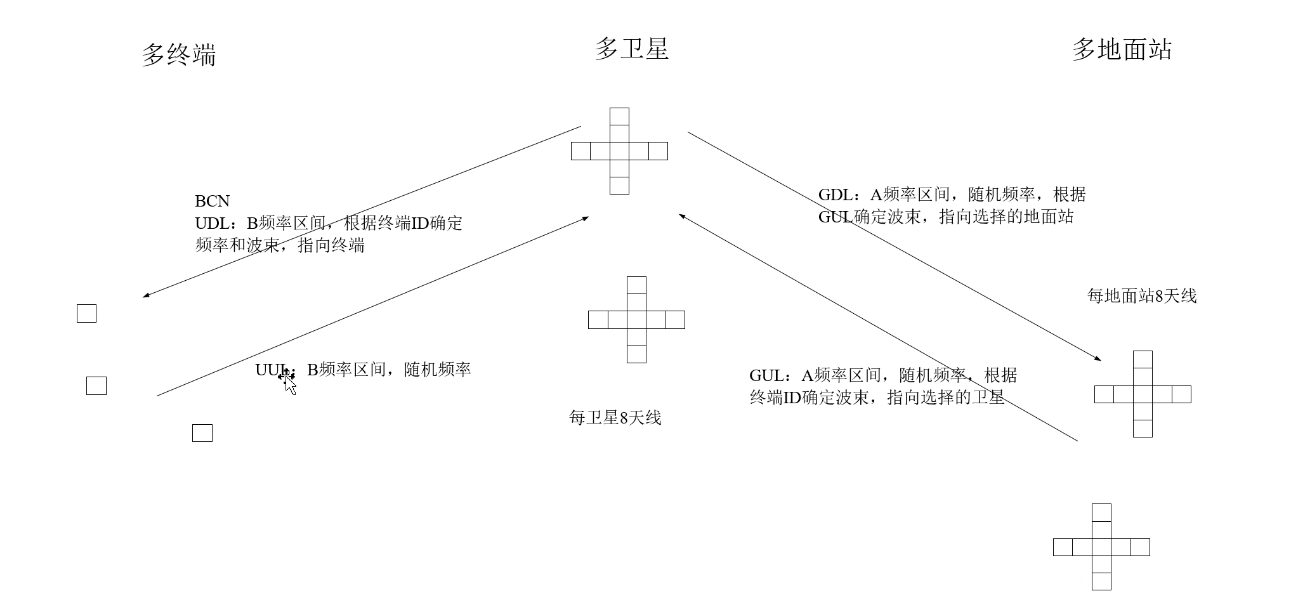 多终端
多卫星
多地面站
BCN
UDL：B频率区间，根据终端ID确定
频率和波束，指向终端
GDL：A频率区间，随机频率，根据
GUL确定波束，指向选择的地面站
每地面站8天线
UUL：B频率区间，随机频率
GUL：A频率区间，随机频率，根据
终端ID确定波束，指向选择的卫星
每卫星8天线